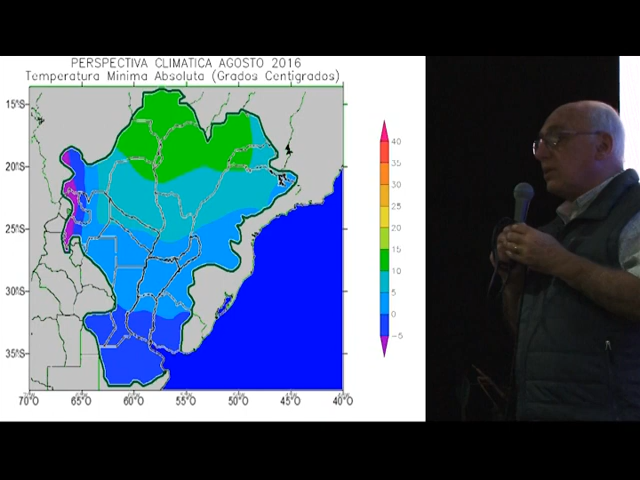 PERSPECTIVA CLIMATICA AGOSTO 2016
Temperatura Minima Absoluta (Grados Centigrados)
15°S
20°S
25°S
30°S
35°S
70°O 65°O 60°O 55°O 50°O 45°O 40°O
40
35
30
25
20
15
10
5
0
-5